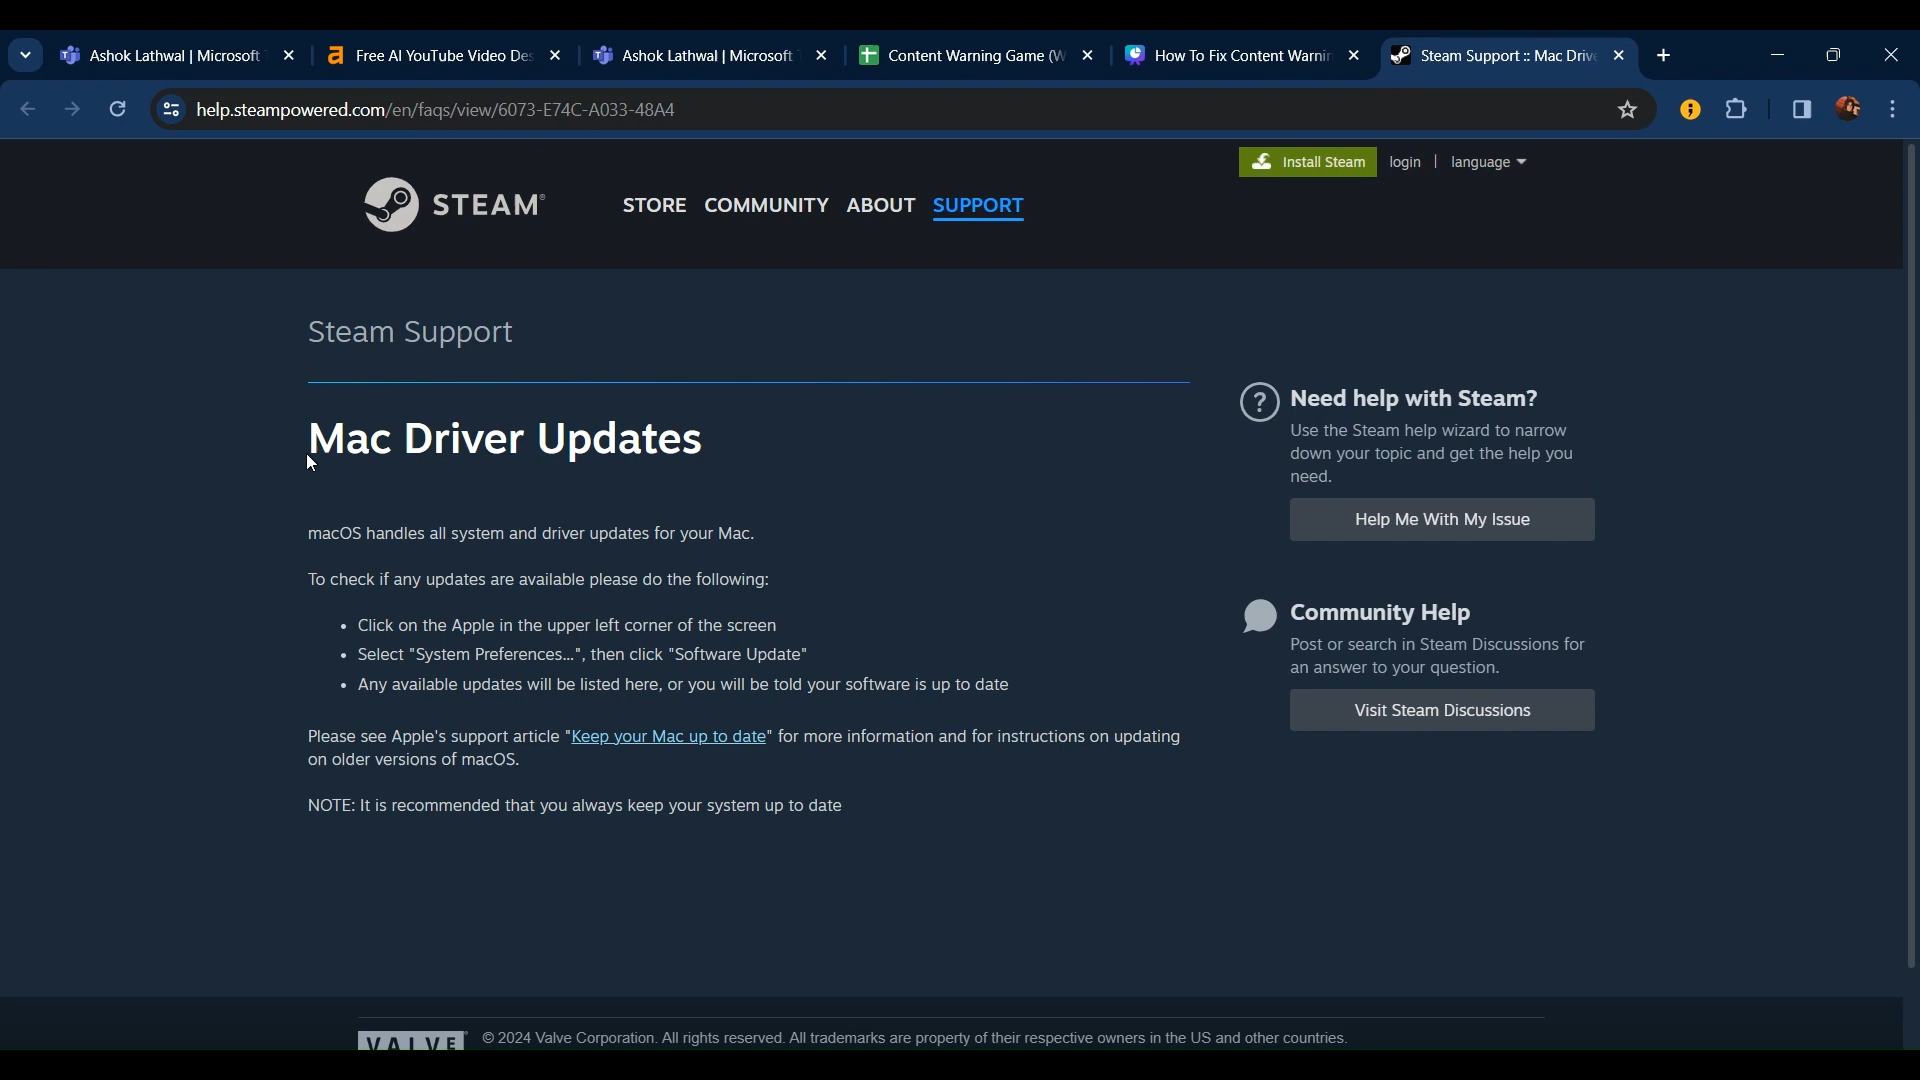 Ashok Lathwal | Microsoft
Free AI YouTube Video Des
Ashok Lathwal | Microsoft
Content Warning Game (W
How To Fix Content Warnin
Steam Support :: Mac Drive
help.steampowered.com/en/faqs/view/6073-E74C-A033-48A4
Install Steam
login | language
STEAM®
STORE COMMUNITY ABOUT SUPPORT
Steam Support
Mac Driver Updates
macOS handles all system and driver updates for your Mac.
To check if any updates are available please do the following:
• Click on the Apple in the upper left corner of the screen
• Select "System Preferences...", then click "Software Update"
• Any available updates will be listed here, or you will be told your software is up to date
Please see Apple's support article "Keep your Mac up to date" for more information and for instructions on updating
on older versions of macOS.
NOTE: It is recommended that you always keep your system up to date
Need help with Steam?
Use the Steam help wizard to narrow
down your topic and get the help you
need.
Help Me With My Issue
Community Help
Post or search in Steam Discussions for
an answer to your question.
Visit Steam Discussions
VALVE
© 2024 Valve Corporation. All rights reserved. All trademarks are property of their respective owners in the US and other countries.